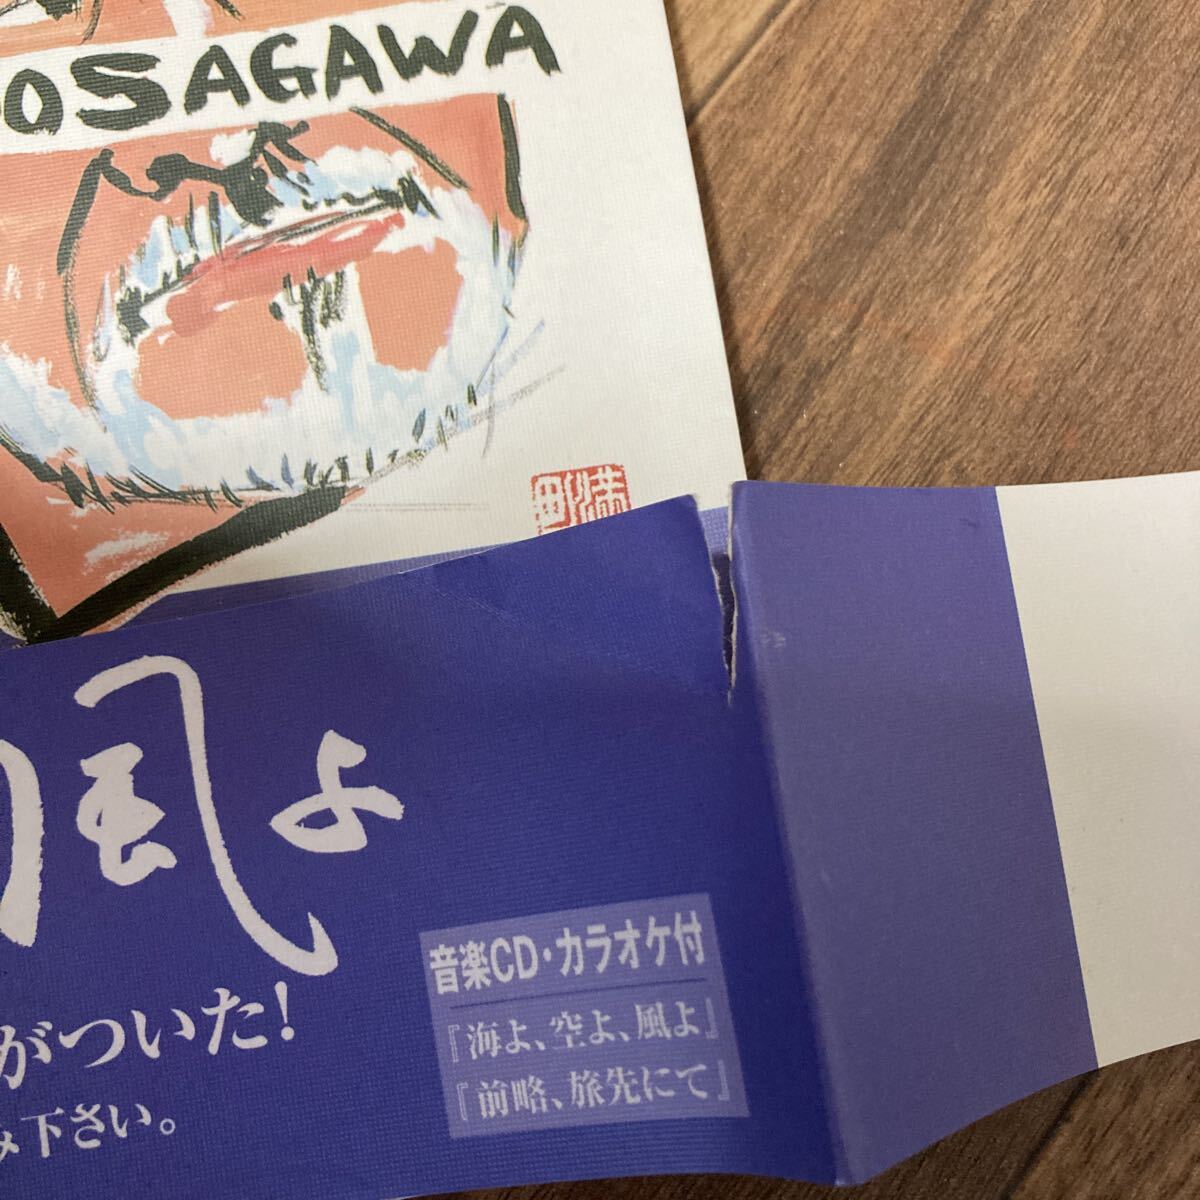 OSAGAWA
風よ
がついた!
み下さい。
音楽CD・カラオケ付
『海よ、空よ、風よ』
『前略、旅先にて』